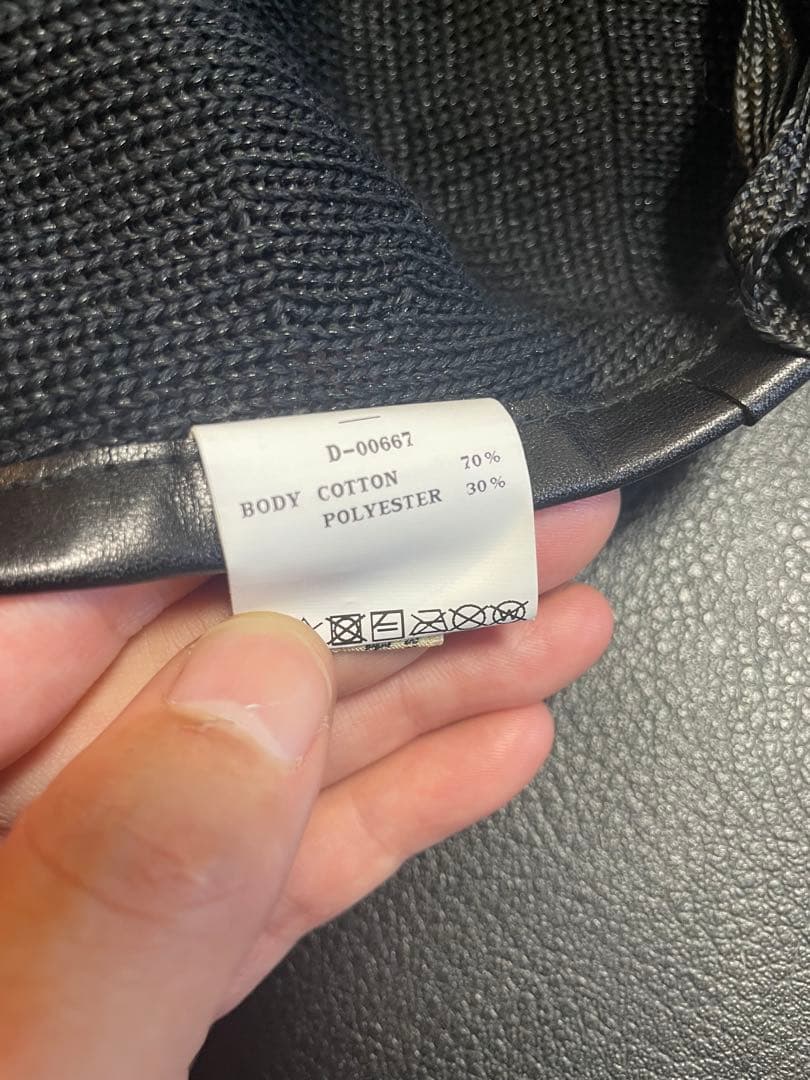 D-00667
BODY COTTON 70%
POLYESTER 30%